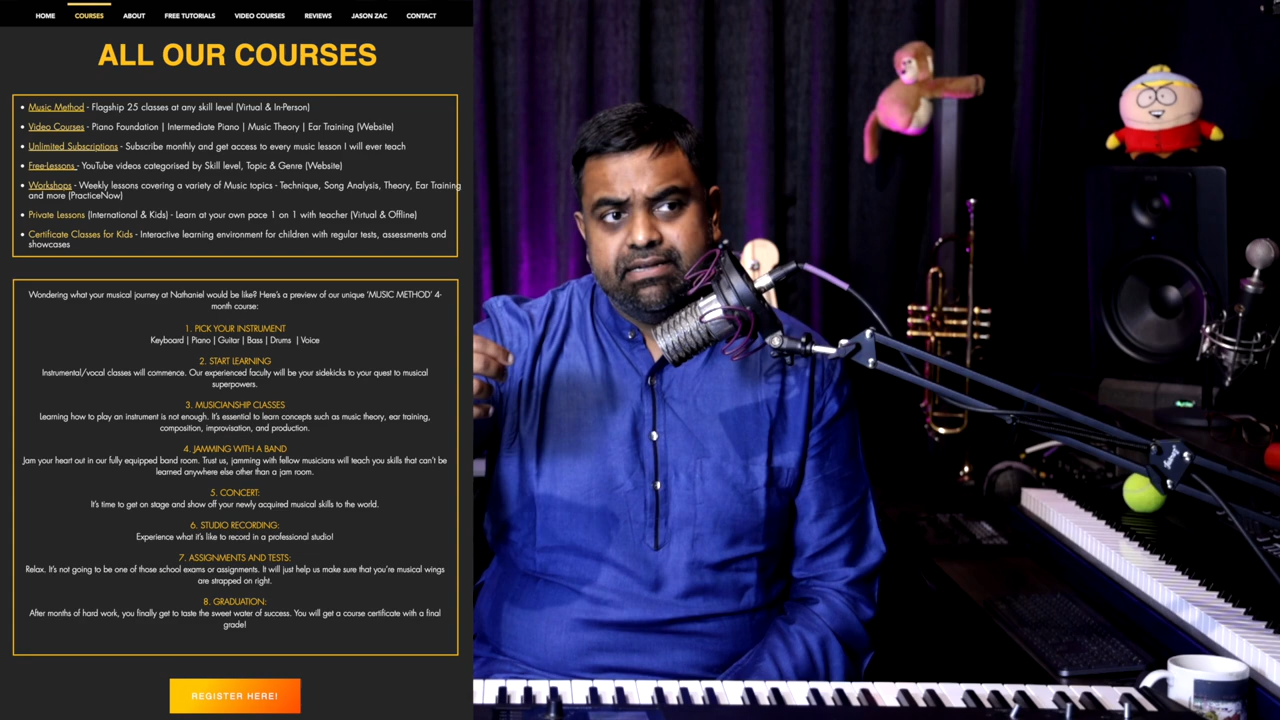 HOME COURSES ABOUT FREE TUTORIALS VIDEO COURSES REVIEWS JASON ZAC CONTACT
ALL OUR COURSES
• Music Method - Flagship 25 classes at any skill level (Virtual & In-Person)
• Video Courses - Piano Foundation | Intermediate Piano | Music Theory | Ear Training (Website)
• Unlimited Subscriptions - Subscribe monthly and get access to every music lesson I will ever teach
• Free-Lessons - YouTube videos categorised by Skill level, Topic & Genre (Website)
• Workshops - Weekly lessons covering a variety of Music topics - Technique, Song Analysis, Theory, Ear Training
and more (PracticeNow)
• Private Lessons (International & Kids) - Learn at your own pace 1 on 1 with teacher (Virtual & Offline)
• Certificate Classes for Kids - Interactive learning environment for children with regular tests, assessments and
showcases
Wondering what your musical journey at Nathaniel would be like? Here's a preview of our unique 'MUSIC METHOD' 4-
month course:
1. PICK YOUR INSTRUMENT
Keyboard | Piano | Guitar | Bass | Drums | Voice
2. START LEARNING
Instrumental/vocal classes will commence. Our experienced faculty will be your sidekicks to your quest to musical
superpowers.
3. MUSICIANSHIP CLASSES
Learning how to play an instrument is not enough. It's essential to learn concepts such as music theory, ear training,
composition, improvisation, and production.
4. JAMMING WITH A BAND
Jam your heart out in our fully equipped band room. Trust us, jamming with fellow musicians will teach you skills that can't be
learned anywhere else other than a jam room.
5. CONCERT:
It's time to get on stage and show off your newly acquired musical skills to the world.
6. STUDIO RECORDING:
Experience what it's like to record in a professional studio!
7. ASSIGNMENTS AND TESTS:
Relax. It's not going to be one of those school exams or assignments. It will just help us make sure that you're musical wings
are strapped on right.
8. GRADUATION:
After months of hard work, you finally get to taste the sweet water of success. You will get a course certificate with a final
grade!
REGISTER HERE!